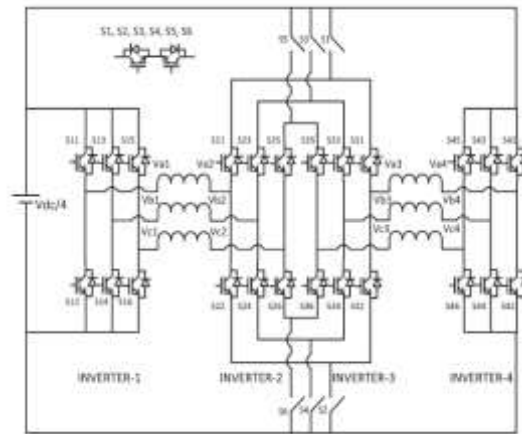 S1, S2, S3, S4, S5, S6
S5 S3 S1
S11 S13 S15 S21 S23 S25 S35 S33 S31 S45 S43 S41
Va1 Va2 Va3 Va4
Vdc/4
Vb1 Vb2 Vb3 Vb4
Vc1 Vc2 Vc3 Vc4
S12 S14 S16 S22 S24 S26 S36 S34 S32 S46 S44 S42
INVERTER-1 INVERTER-2 INVERTER-3 INVERTER-4
S6 S4 S2